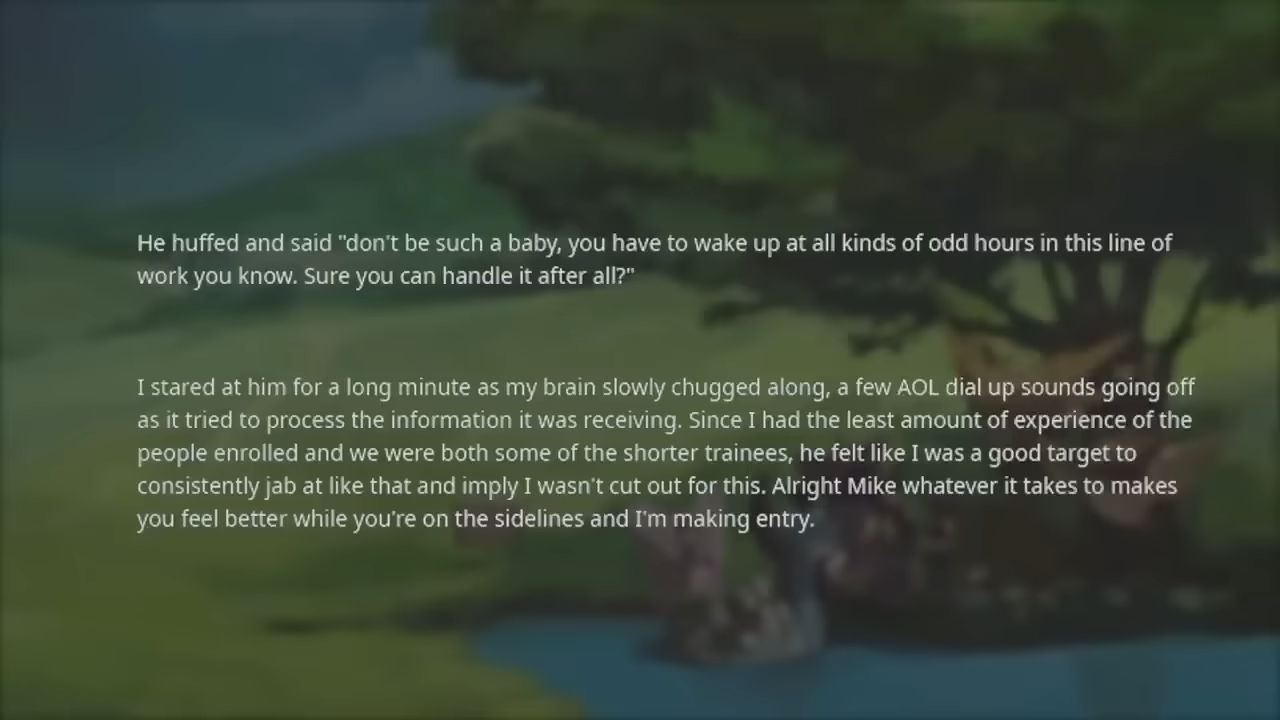 He huffed and said "don't be such a baby, you have to wake up at all kinds of odd hours in this line of
work you know. Sure you can handle it after all?"
I stared at him for a long minute as my brain slowly chugged along, a few AOL dial up sounds going off
as it tried to process the information it was receiving. Since I had the least amount of experience of the
people enrolled and we were both some of the shorter trainees, he felt like I was a good target to
consistently jab at like that and imply I wasn't cut out for this. Alright Mike whatever it takes to makes
you feel better while you're on the sidelines and I'm making entry.